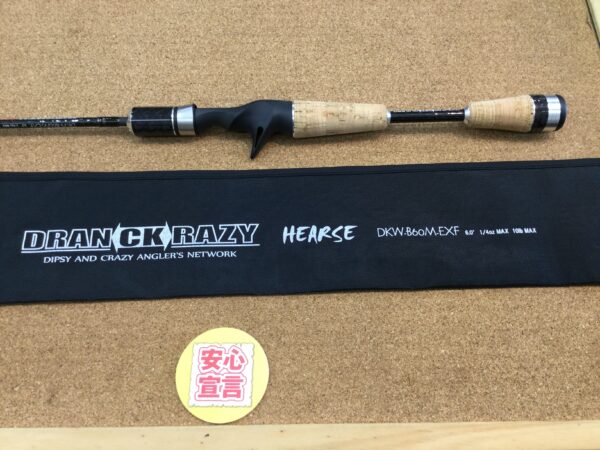 DRANCKRAZY
DIPSY AND CRAZY ANGLER'S NETWORK
HEARSE
DKW-B60M-EXF 6.0' 1/4oz MAX 10lb MAX
安心
宣言